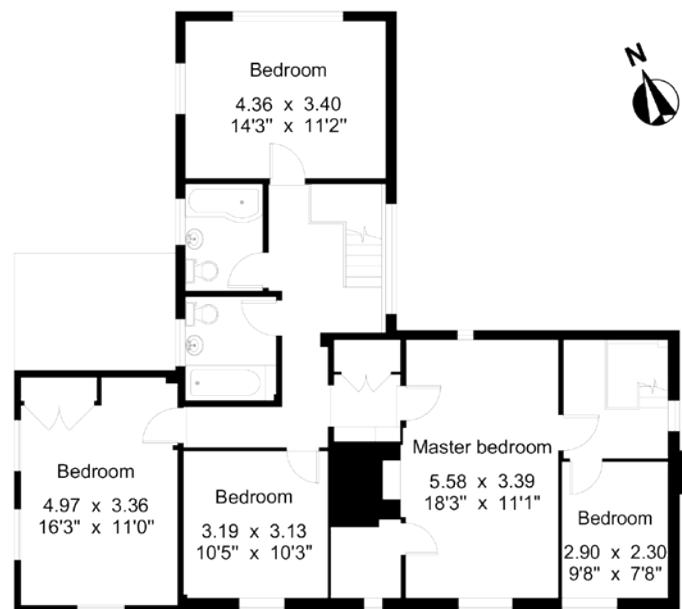 N
Bedroom
4.36 x 3.40
14'3" x 11'2"
Master bedroom
5.58 x 3.39
18'3" x 11'1"
Bedroom
4.97 x 3.36
16'3" x 11'0"
Bedroom
3.19 x 3.13
10'5" x 10'3"
Bedroom
2.90 x 2.30
9'8" x 7'8"